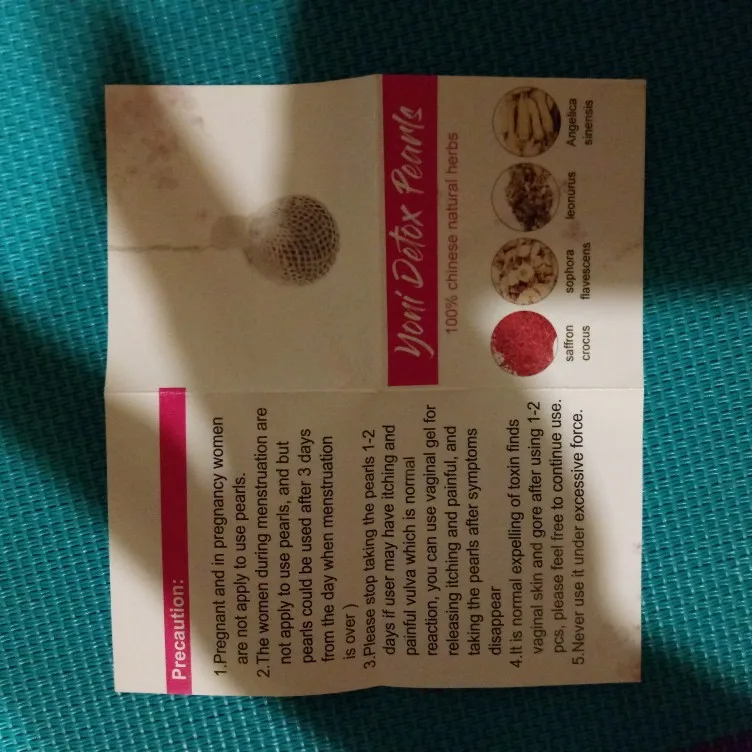 Precaution:
1.Pregnant and in pregnancy women
are not apply to use pearls.
2.The women during menstruation are
not apply to use pearls, and but
pearls could be used after 3 days
from the day when menstruation
is over )
3.Please stop taking the pearls 1-2
days if user may have itching and
painful vulva which is normal
reaction, you can use vaginal gel for
releasing itching and painful, and
taking the pearls after symptoms
disappear
4.It is normal expelling of toxin finds
vaginal skin and gore after using 1-2
pcs, please feel free to continue use.
5.Never use it under excessive force.
Yoni Detox Pearls
100% chinese natural herbs
saffron
crocus
sophora
flavescens
leonurus
Angelica
sinensis